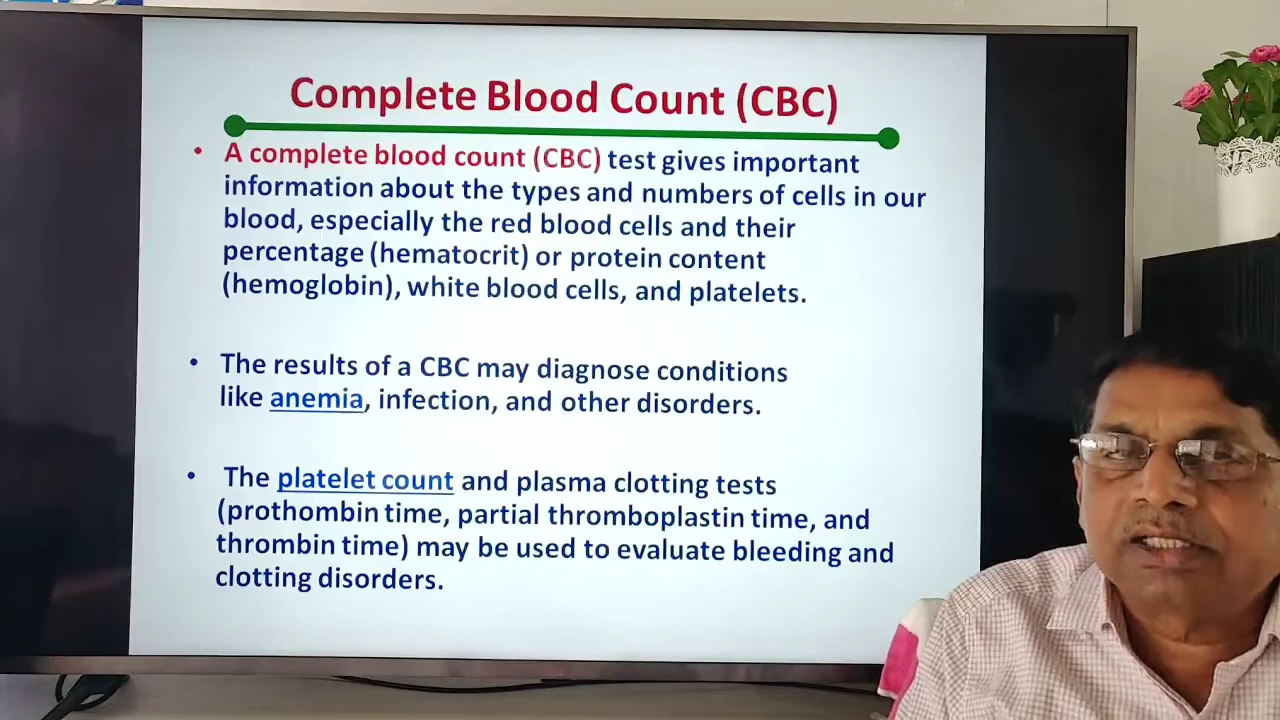 Complete Blood Count (CBC)
• A complete blood count (CBC) test gives important
information about the types and numbers of cells in our
blood, especially the red blood cells and their
percentage (hematocrit) or protein content
(hemoglobin), white blood cells, and platelets.
• The results of a CBC may diagnose conditions
like anemia, infection, and other disorders.
• The platelet count and plasma clotting tests
(prothombin time, partial thromboplastin time, and
thrombin time) may be used to evaluate bleeding and
clotting disorders.